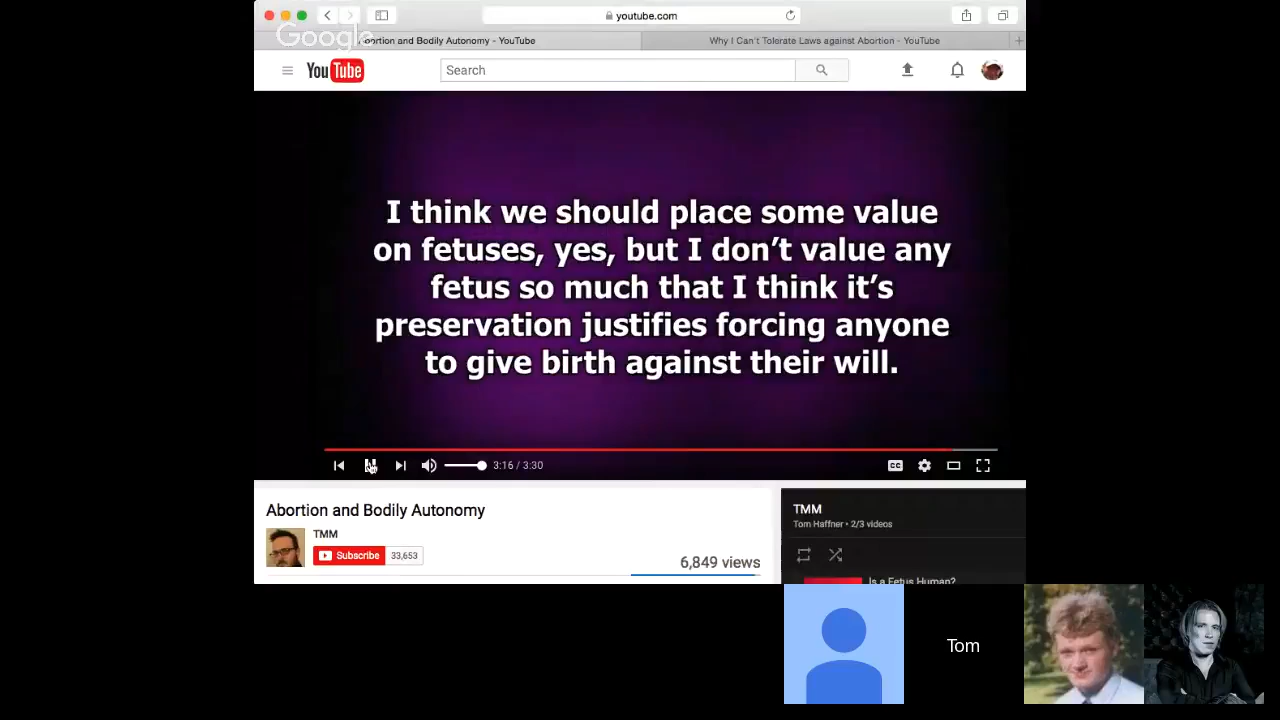 youtube.com
Google
ortion and Bodily Autonomy - YouTube
Why I Can't Tolerate Laws against Abortion - YouTube
YouTube
Search
I think we should place some value
on fetuses, yes, but I don't value any
fetus so much that I think it's
preservation justifies forcing anyone
to give birth against their will.
3:16 / 3:30
CC
Abortion and Bodily Autonomy
TMM
Subscribe 33,653
6,849 views
TMM
Tom Haffner • 2/3 videos
Is a Fetus Human?
Tom